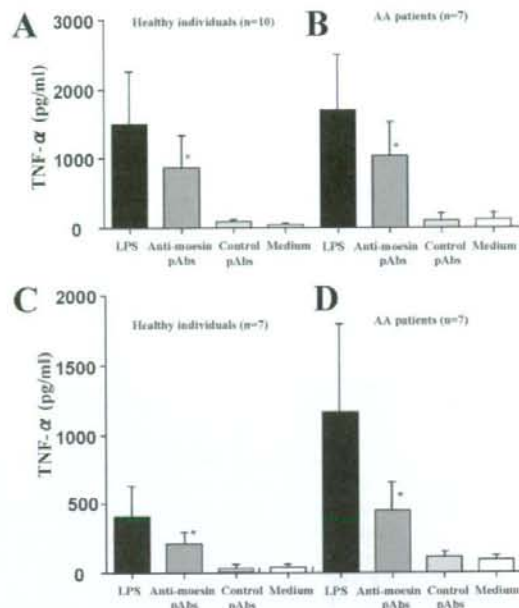 A
Healthy individuals (n=10)
B
AA patients (n=7)
TNF-α (pg/ml)
3000
2000
1000
0
*
*
LPS Anti-moesin pAbs Control pAbs Medium
LPS Anti-moesin pAbs Control pAbs Medium
C
Healthy individuals (n=7)
D
AA patients (n=7)
TNF-α (pg/ml)
2000
1500
1000
500
0
*
*
LPS Anti-moesin pAbs Control pAbs Medium
LPS Anti-moesin pAbs Control pAbs Medium